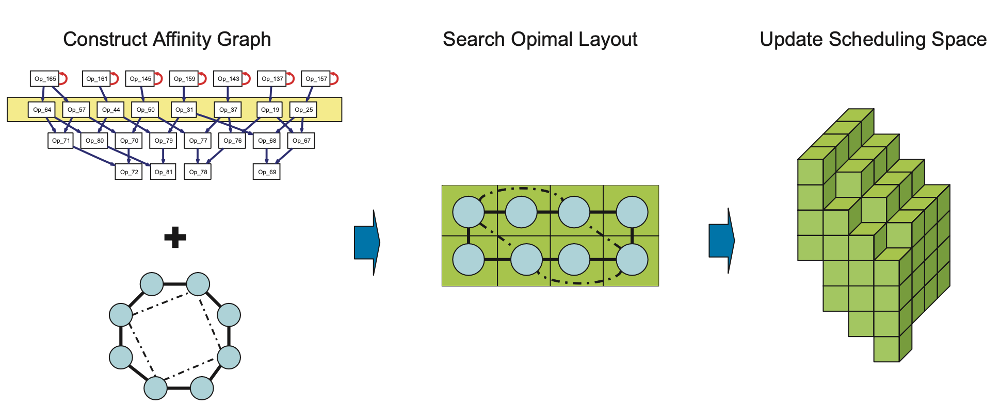 Construct Affinity Graph
Search Opimal Layout
Update Scheduling Space
Op_165 Op_161 Op_145 Op_159 Op_143 Op_137 Op_157
Op_64 Op_57 Op_44 Op_50 Op_31 Op_37 Op_19 Op_25
Op_71 Op_80 Op_70 Op_79 Op_77 Op_76 Op_68 Op_67
Op_72 Op_81 Op_78 Op_69